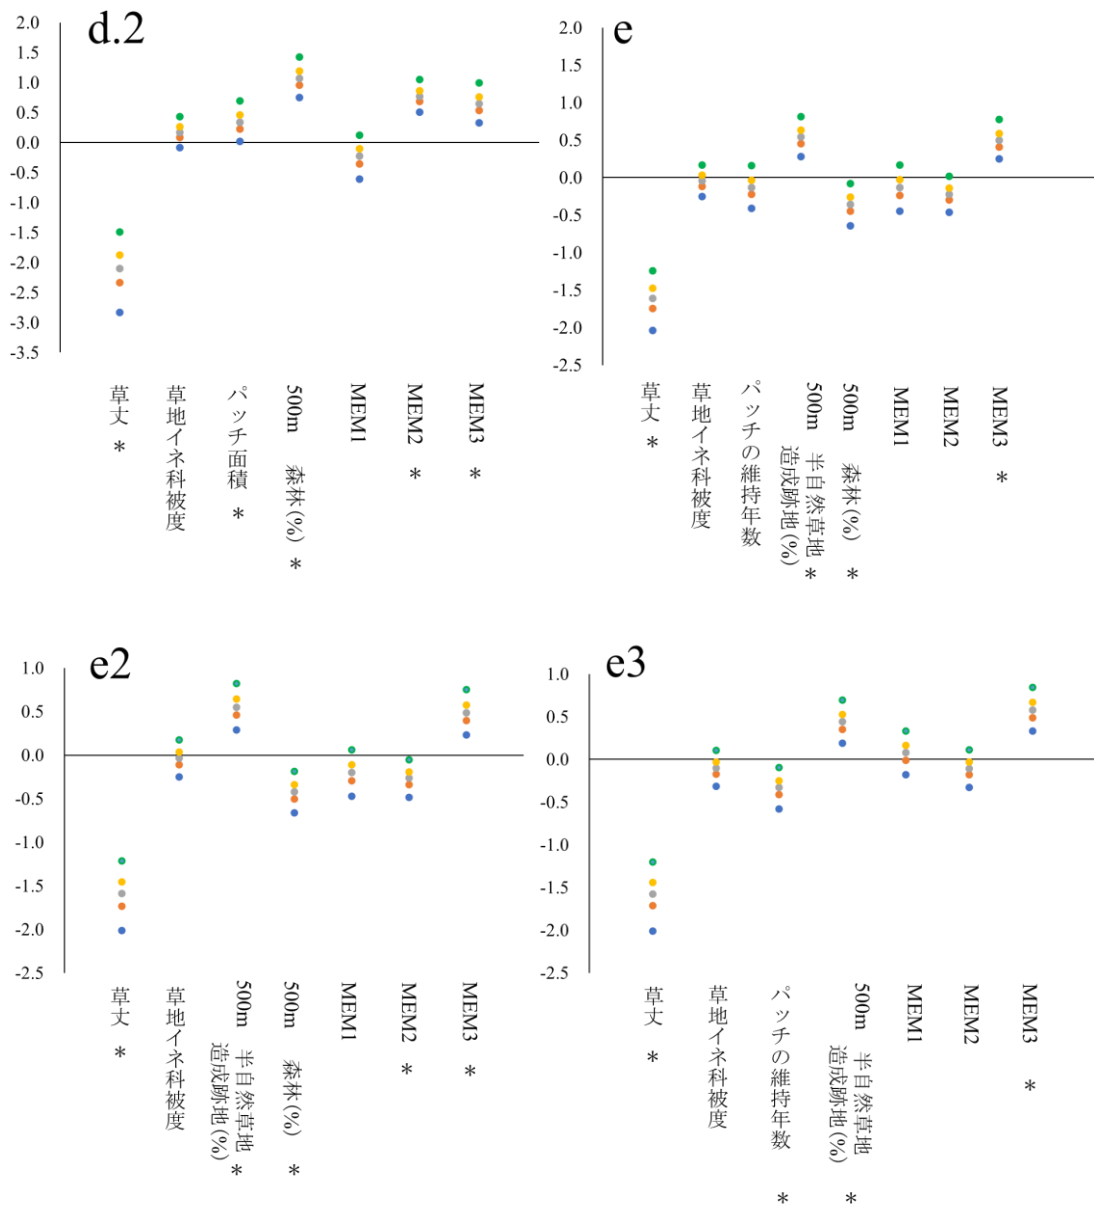 d.2
2.0
1.5
1.0
0.5
0.0
-0.5
-1.0
-1.5
-2.0
-2.5
-3.0
-3.5
草丈 *
草地イネ科被度
パッチ面積 *
500m 森林(%) *
MEM1
MEM2 *
MEM3 *
e
2.0
1.5
1.0
0.5
0.0
-0.5
-1.0
-1.5
-2.0
-2.5
草丈 *
草地イネ科被度
パッチの維持年数
500m 半自然草地
造成跡地(%) *
500m 森林(%) *
MEM1
MEM2
MEM3 *
e2
1.0
0.5
0.0
-0.5
-1.0
-1.5
-2.0
-2.5
草丈 *
草地イネ科被度
500m 半自然草地
造成跡地(%) *
500m 森林(%) *
MEM1
MEM2 *
MEM3 *
e3
1.0
0.5
0.0
-0.5
-1.0
-1.5
-2.0
-2.5
草丈 *
草地イネ科被度
パッチの維持年数 *
500m 半自然草地
造成跡地(%) *
MEM1
MEM2
MEM3 *